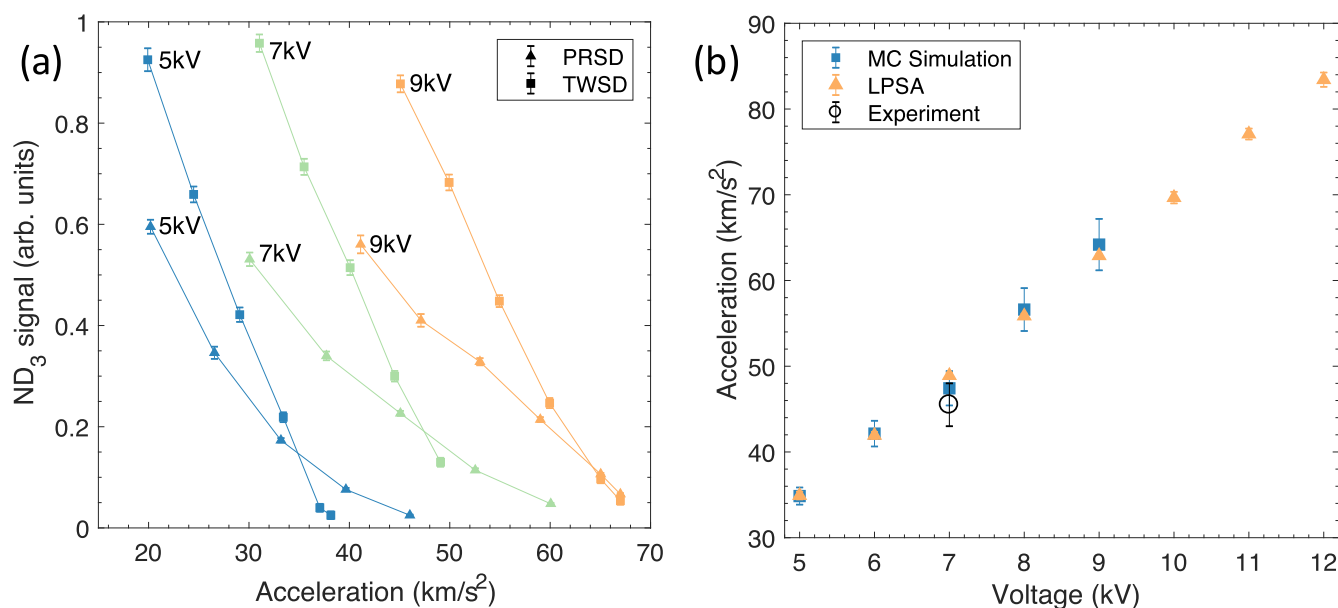 (a)
5kV
7kV
9kV
5kV
7kV
9kV
PRSD
TWSD
1
0.8
0.6
0.4
0.2
0
20 30 40 50 60 70
ND3 signal (arb. units)
Acceleration (km/s²)
(b)
MC Simulation
LPSA
Experiment
90
80
70
60
50
40
30
5 6 7 8 9 10 11 12
Acceleration (km/s²)
Voltage (kV)